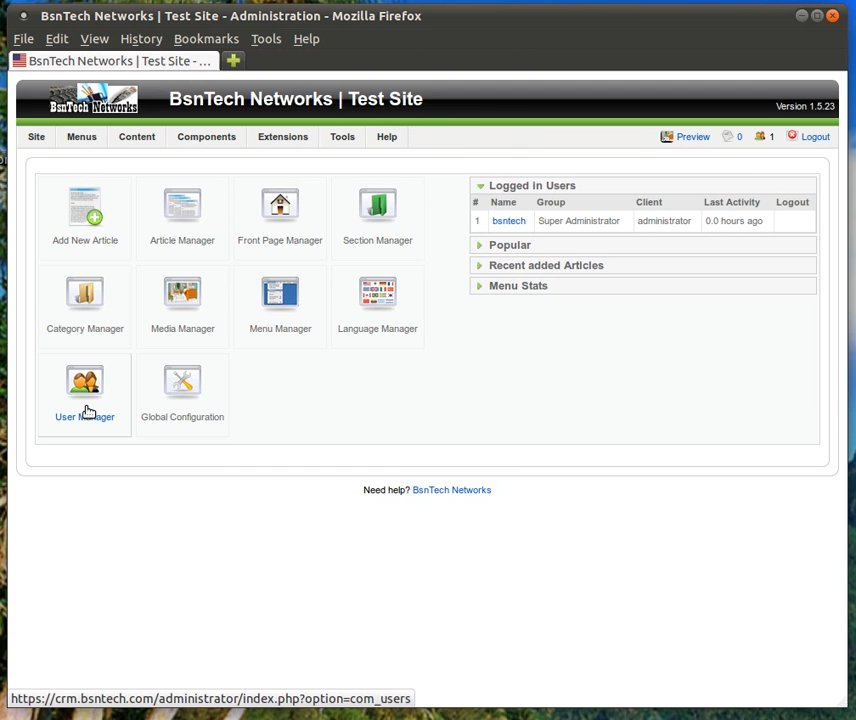 BsnTech Networks | Test Site - Administration - Mozilla Firefox
File Edit View History Bookmarks Tools Help
BsnTech Networks | Test Site - ...
BsnTech Networks
BsnTech Networks | Test Site
Version 1.5.23
Site Menus Content Components Extensions Tools Help Preview 0 1 Logout
Add New Article Article Manager Front Page Manager Section Manager
Category Manager Media Manager Menu Manager Language Manager
User Manager Global Configuration
Logged in Users
# Name Group Client Last Activity Logout
1 bsntech Super Administrator administrator 0.0 hours ago
Popular
Recent added Articles
Menu Stats
Need help? BsnTech Networks
https://crm.bsntech.com/administrator/index.php?option=com_users